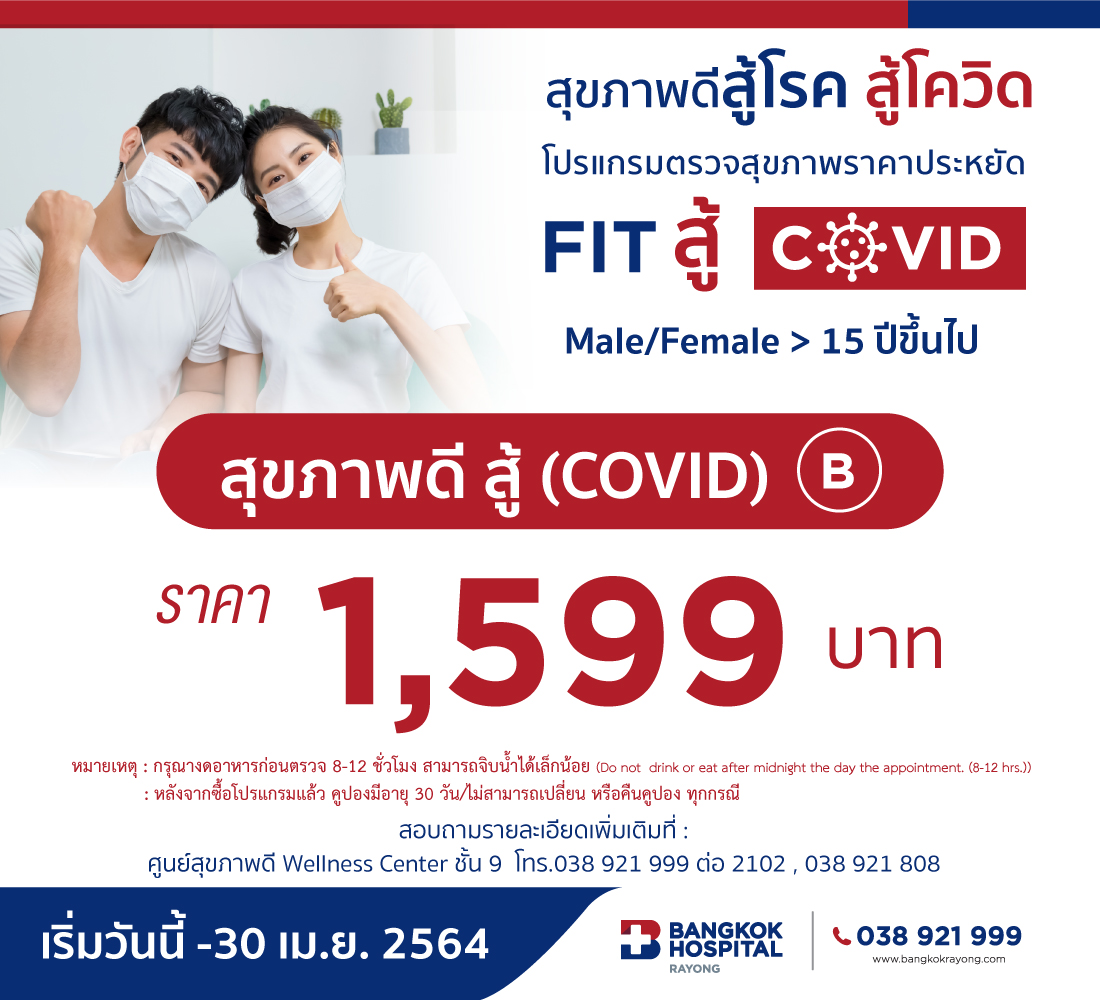 สุขภาพดีสู้โรค สู้โควิด
โปรแกรมตรวจสุขภาพราคาประหยัด
FIT สู้ COVID
Male/Female > 15 ปีขึ้นไป
สุขภาพดี สู้ (COVID) B
ราคา 1,599 บาท
หมายเหตุ : กรุณางดอาหารก่อนตรวจ 8-12 ชั่วโมง สามารถจิบน้ำได้เล็กน้อย (Do not drink or eat after midnight the day the appointment. (8-12 hrs.))
: หลังจากซื้อโปรแกรมแล้ว คูปองมีอายุ 30 วัน/ไม่สามารถเปลี่ยน หรือคืนคูปอง ทุกกรณี
สอบถามรายละเอียดเพิ่มเติมที่ :
ศูนย์สุขภาพดี Wellness Center ชั้น 9 โทร.038 921 999 ต่อ 2102 , 038 921 808
เริ่มวันนี้ -30 เม.ย. 2564
BANGKOK
HOSPITAL
RAYONG
038 921 999
www.bangkokrayong.com